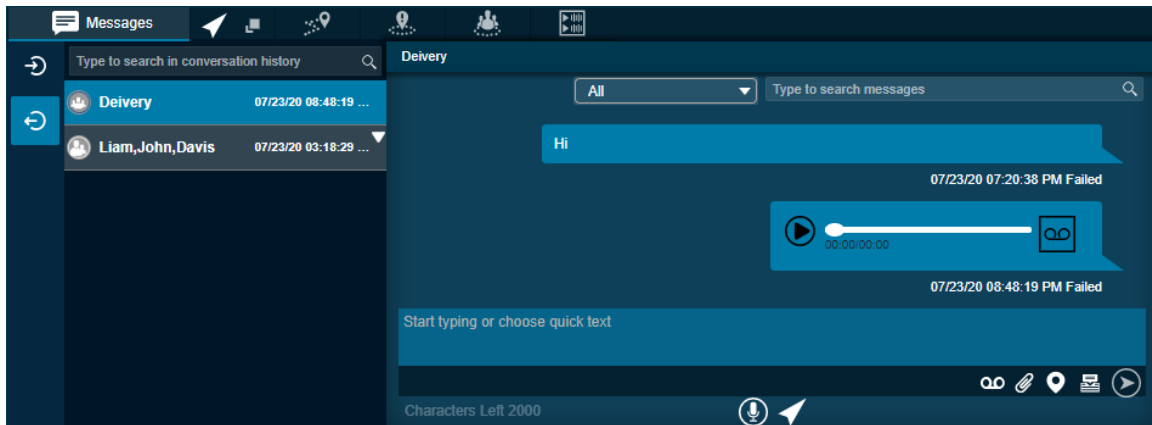 Messages
Type to search in conversation history
Deivery 07/23/20 08:48:19 ...
Liam,John,Davis 07/23/20 03:18:29 ...
Deivery
All
Type to search messages
Hi
07/23/20 07:20:38 PM Failed
00:00/00:00
07/23/20 08:48:19 PM Failed
Start typing or choose quick text
Characters Left 2000